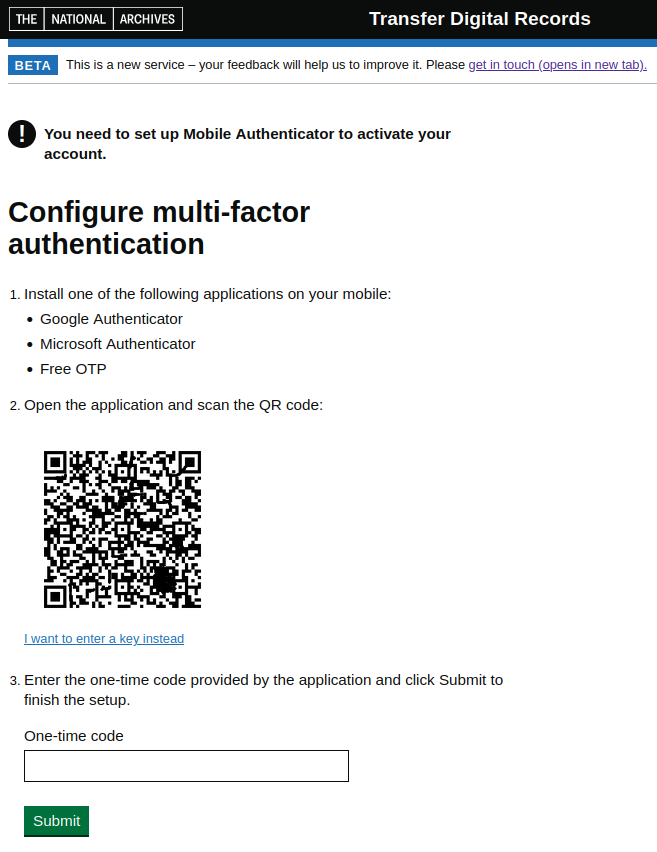 THE NATIONAL ARCHIVES
Transfer Digital Records
BETA This is a new service – your feedback will help us to improve it. Please get in touch (opens in new tab).
! You need to set up Mobile Authenticator to activate your
account.
Configure multi-factor
authentication
1. Install one of the following applications on your mobile:
• Google Authenticator
• Microsoft Authenticator
• Free OTP
2. Open the application and scan the QR code:
I want to enter a key instead
3. Enter the one-time code provided by the application and click Submit to
finish the setup.
One-time code
Submit